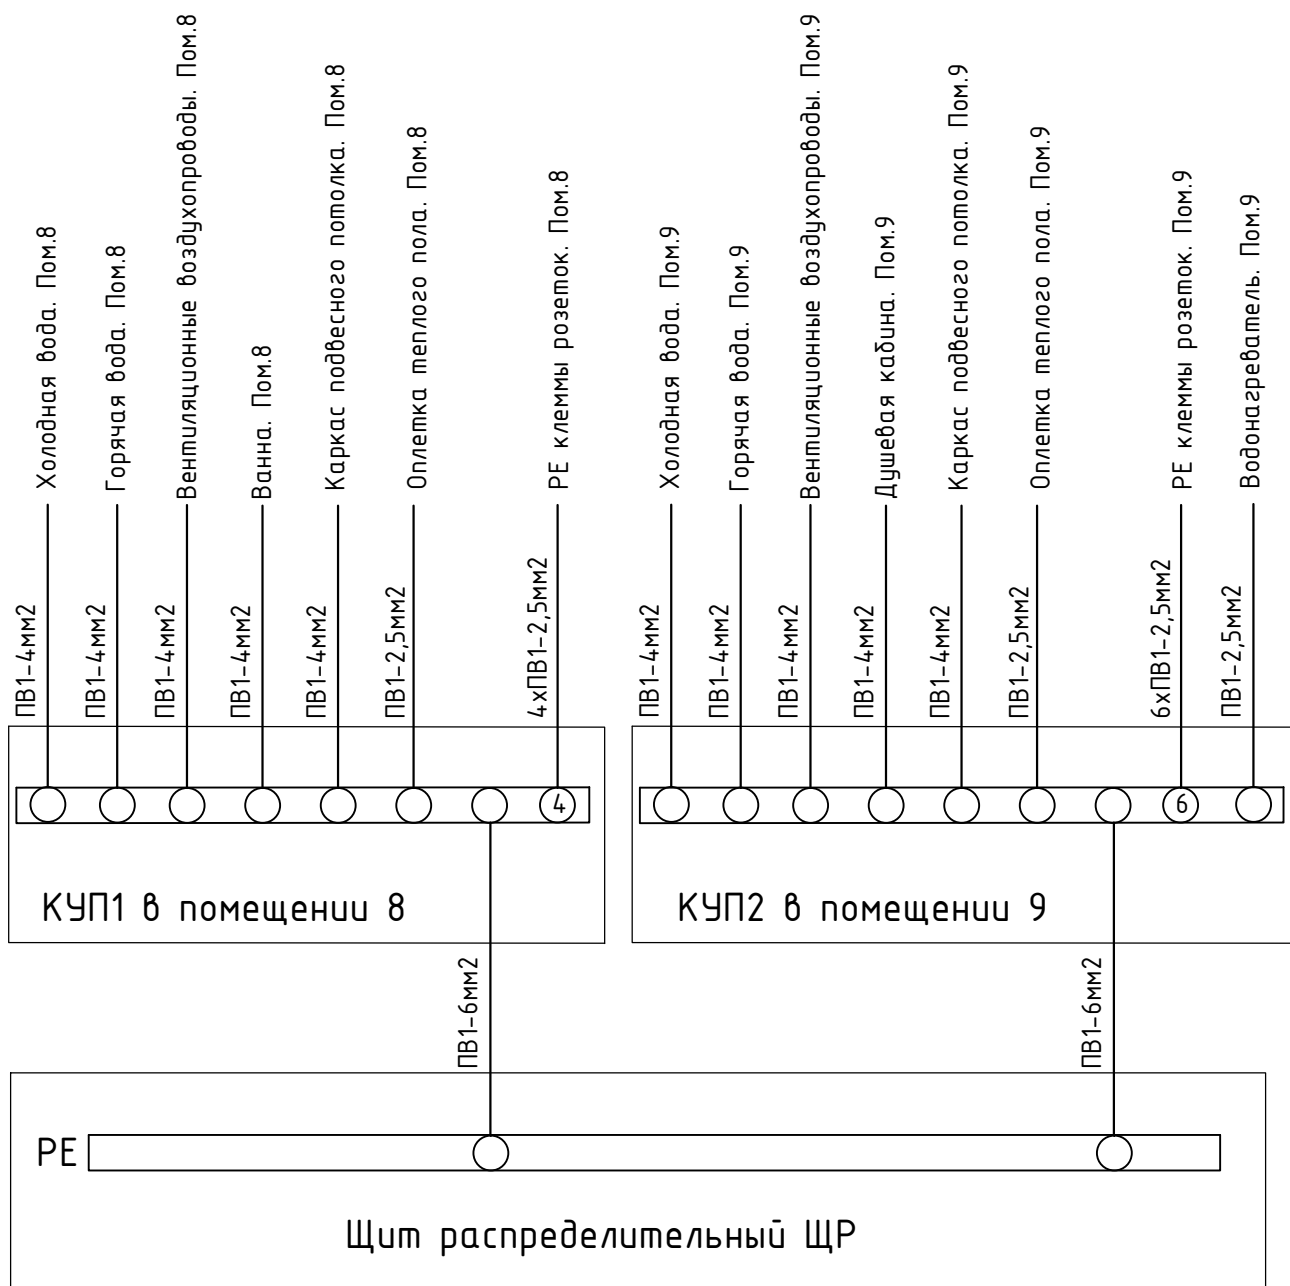 Холодная вода. Пом.8
Горячая вода. Пом.8
Вентиляционные воздухопроводы. Пом.8
Ванна. Пом.8
Каркас подвесного потолка. Пом.8
Оплетка теплого пола. Пом.8
РЕ клеммы розеток. Пом.8
Холодная вода. Пом.9
Горячая вода. Пом.9
Вентиляционные воздухопроводы. Пом.9
Душевая кабина. Пом.9
Каркас подвесного потолка. Пом.9
Оплетка теплого пола. Пом.9
РЕ клеммы розеток. Пом.9
Водонагреватель. Пом.9
ПВ1-4мм2
ПВ1-4мм2
ПВ1-4мм2
ПВ1-4мм2
ПВ1-4мм2
ПВ1-2,5мм2
4хПВ1-2,5мм2
ПВ1-4мм2
ПВ1-4мм2
ПВ1-4мм2
ПВ1-4мм2
ПВ1-4мм2
ПВ1-2,5мм2
6хПВ1-2,5мм2
ПВ1-2,5мм2
4
6
КУП1 в помещении 8
КУП2 в помещении 9
ПВ1-6мм2
ПВ1-6мм2
РЕ
Щит распределительный ЩР